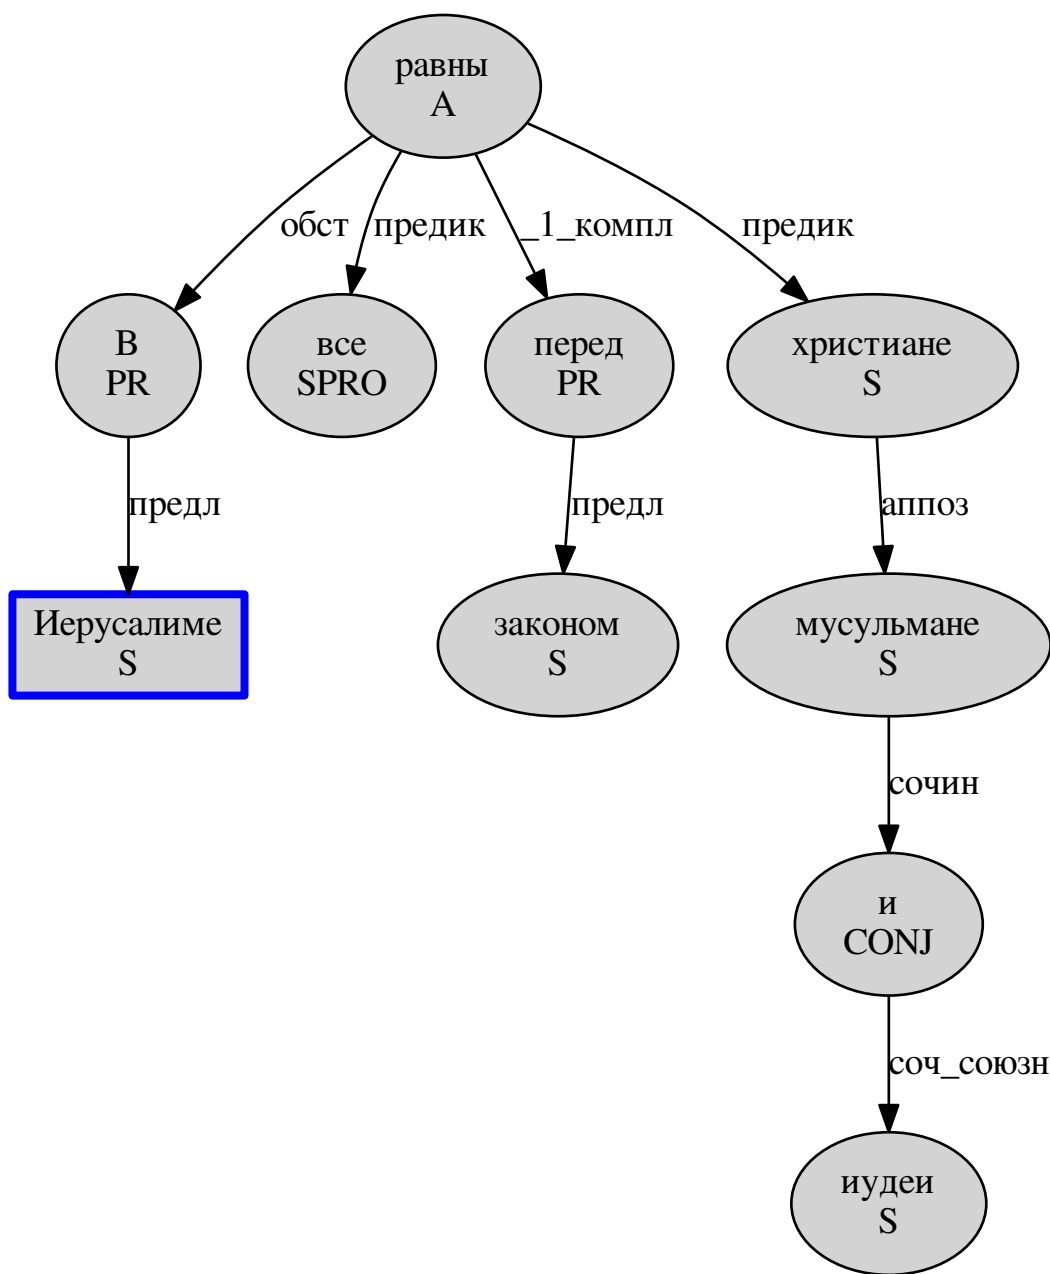 равны
A
обст
предик
_1_компл
предик
В
PR
все
SPRO
перед
PR
христиане
S
предл
предл
аппоз
Иерусалиме
S
законом
S
мусульмане
S
сочин
и
CONJ
соч_союзн
иудеи
S